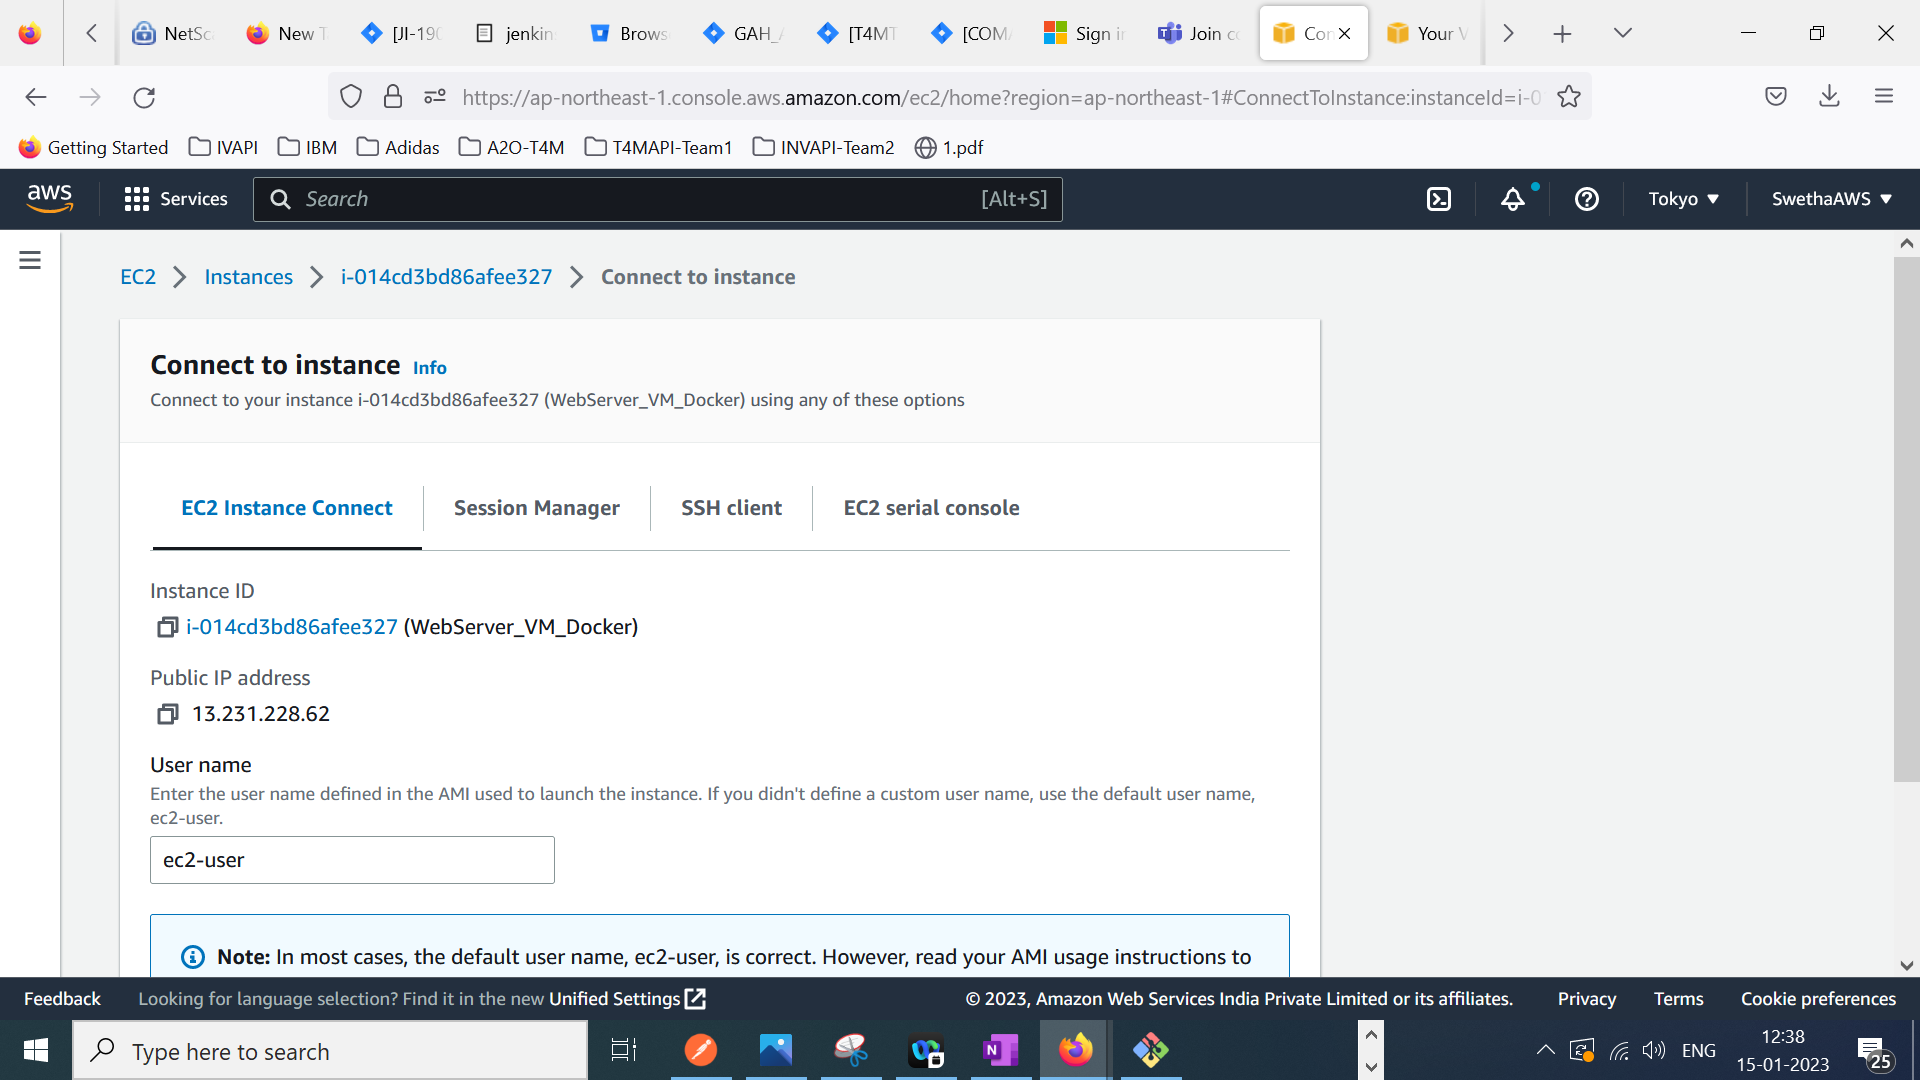 NetSc
New T
[JI-190
jenkin
Brows
GAH_
[T4MT
[COMA
Sign in
Join co
Con
Your V
https://ap-northeast-1.console.aws.amazon.com/ec2/home?region=ap-northeast-1#ConnectToInstance:instanceId=i-0
Getting Started IVAPI IBM Adidas A2O-T4M T4MAPI-Team1 INVAPI-Team2 1.pdf
aws Services Search [Alt+S] Tokyo SwethaAWS
EC2 Instances i-014cd3bd86afee327 Connect to instance
Connect to instance Info
Connect to your instance i-014cd3bd86afee327 (WebServer_VM_Docker) using any of these options
EC2 Instance Connect Session Manager SSH client EC2 serial console
Instance ID
i-014cd3bd86afee327 (WebServer_VM_Docker)
Public IP address
13.231.228.62
User name
Enter the user name defined in the AMI used to launch the instance. If you didn't define a custom user name, use the default user name,
ec2-user.
ec2-user
Note: In most cases, the default user name, ec2-user, is correct. However, read your AMI usage instructions to
Feedback Looking for language selection? Find it in the new Unified Settings © 2023, Amazon Web Services India Private Limited or its affiliates. Privacy Terms Cookie preferences
Type here to search
N
ENG
12:38
15-01-2023
25